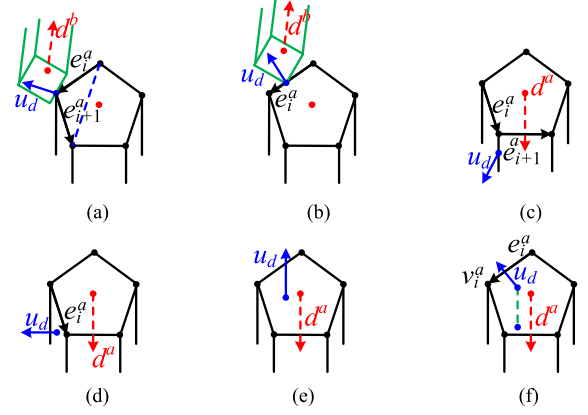 d^b
e_i^a
u_d
e_{i+1}^a
(a)
d^b
u_d
e_i^a
(b)
d^a
e_i^a
u_d
e_{i+1}^a
(c)
e_i^a
u_d
d^a
(d)
u_d
d^a
(e)
e_i^a
v_i^a
u_d
d^a
(f)